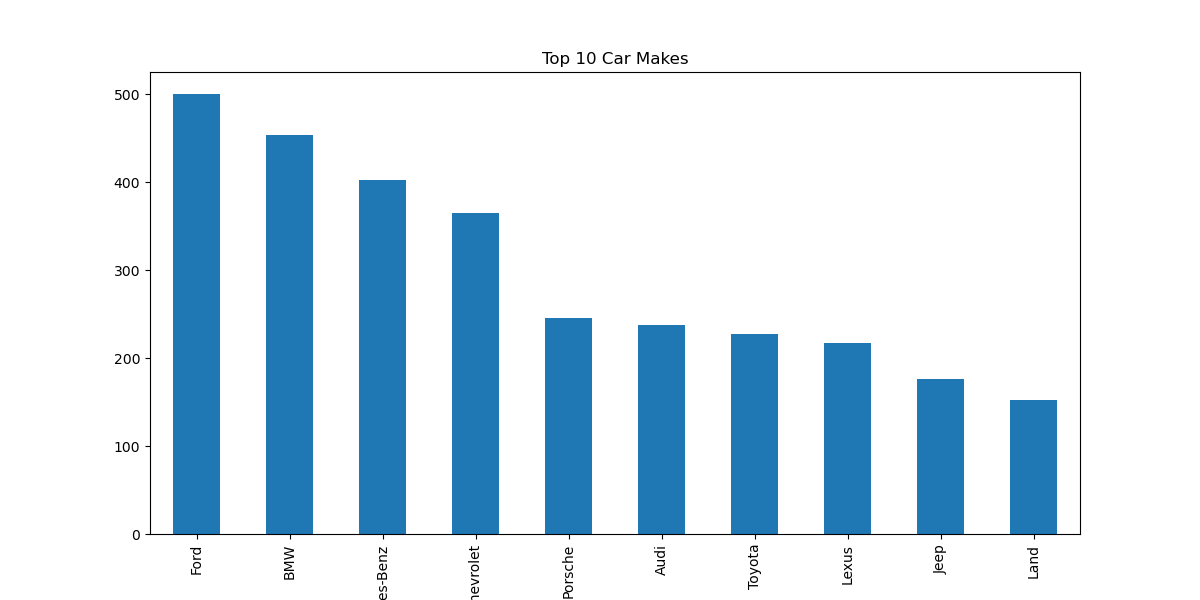 Top 10 Car Makes
500
400
300
200
100
0
Ford
BMW
es-Benz
hevrolet
Porsche
Audi
Toyota
Lexus
Jeep
Land